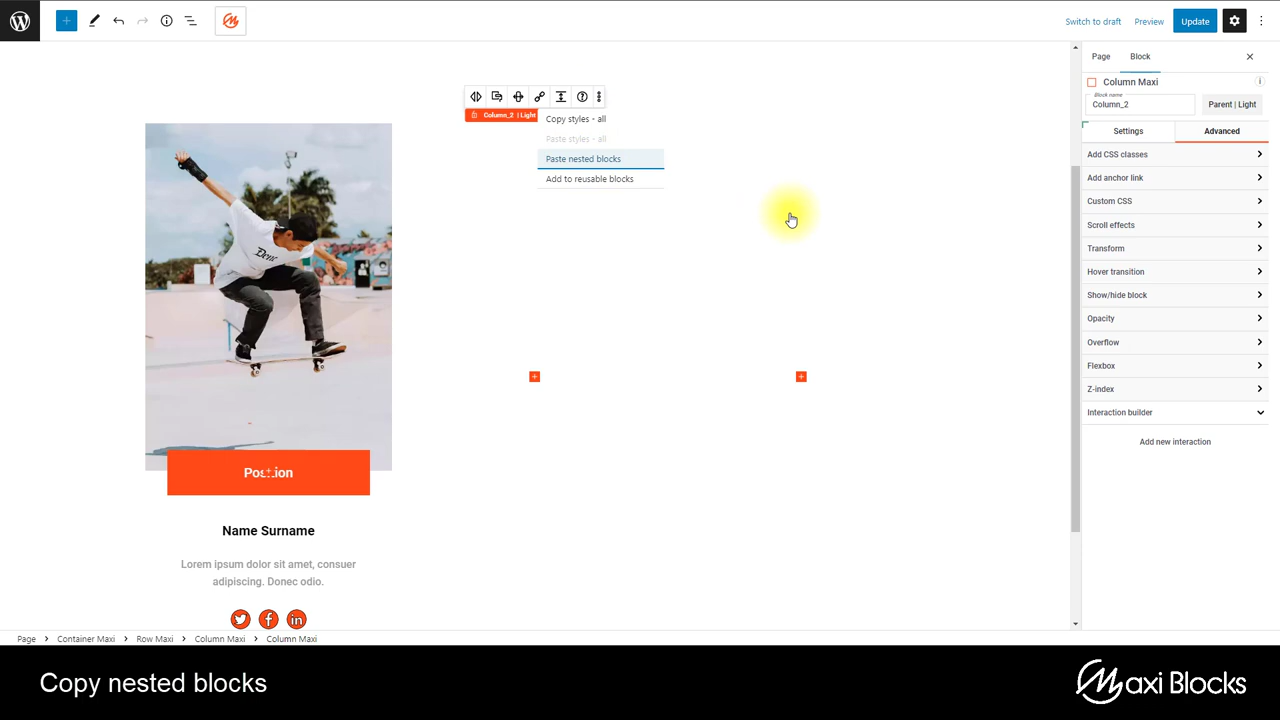 Switch to draft
Preview
Update
Page
Block
Column Maxi
Block name
Column_2
Parent | Light
Settings
Advanced
Add CSS classes
Add anchor link
Custom CSS
Scroll effects
Transform
Hover transition
Show/hide block
Opacity
Overflow
Flexbox
Z-index
Interaction builder
Add new interaction
Column_2 | Light
Copy styles - all
Paste styles - all
Paste nested blocks
Add to reusable blocks
Position
Name Surname
Lorem ipsum dolor sit amet, consuer
adipiscing. Donec odio.
Page > Container Maxi > Row Maxi > Column Maxi > Column Maxi
Copy nested blocks
Maxi Blocks